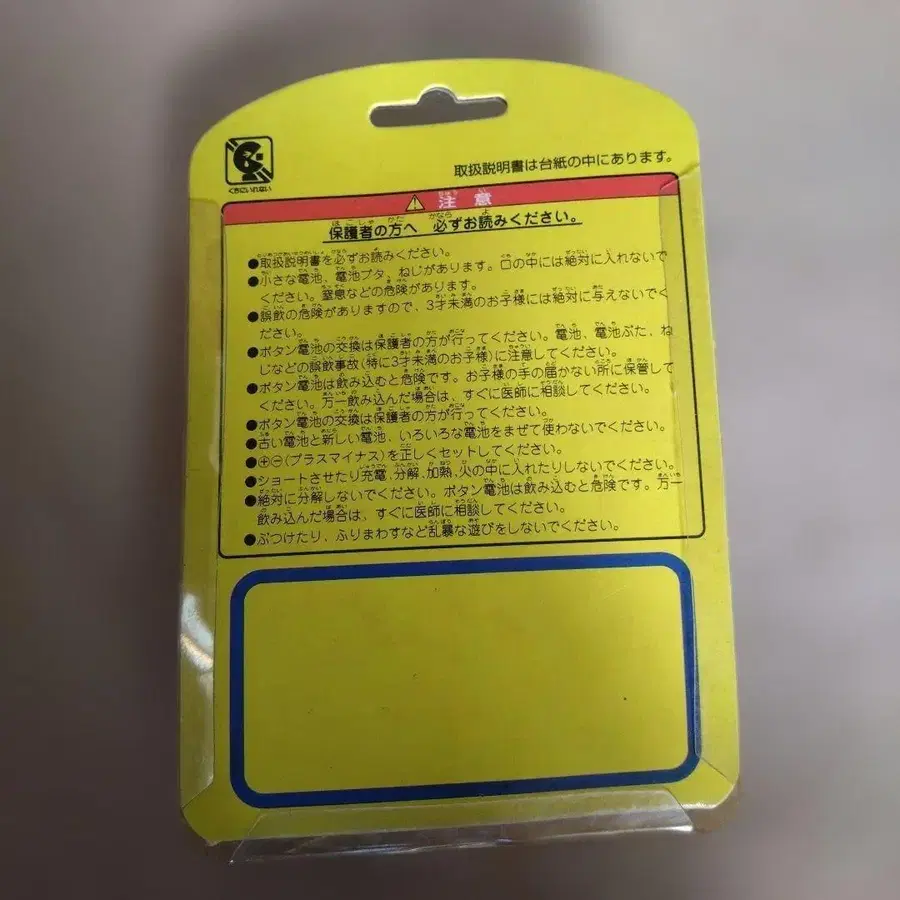 くちにいれない
取扱説明書は台紙の中にあります。
注意
保護者の方へ 必ずお読みください。
●取扱説明書を必ずお読みください。
●小さな電池、電池ブタ、ねじがあります。口の中には絶対に入れないで
ください。窒息などの危険があります。
●誤飲の危険がありますので、3才未満のお子様には絶対に与えないでく
ださい。
●ボタン電池の交換は保護者の方が行ってください。電池、電池ぶた、ね
じなどの誤飲事故(特に3才未満のお子様)に注意してください。
●ボタン電池は飲み込むと危険です。お子様の手の届かない所に保管して
ください。万一飲み込んだ場合は、すぐに医師に相談してください。
●ボタン電池の交換は保護者の方が行ってください。
●古い電池と新しい電池、いろいろな電池をまぜて使わないでください。
●⊕⊖(プラスマイナス)を正しくセットしてください。
●ショートさせたり充電、分解、加熱、火の中に入れたりしないでください。
●絶対に分解しないでください。ボタン電池は飲み込むと危険です。万一
飲み込んだ場合は、すぐに医師に相談してください。
●ぶつけたり、ふりまわすなど乱暴な遊びをしないでください。